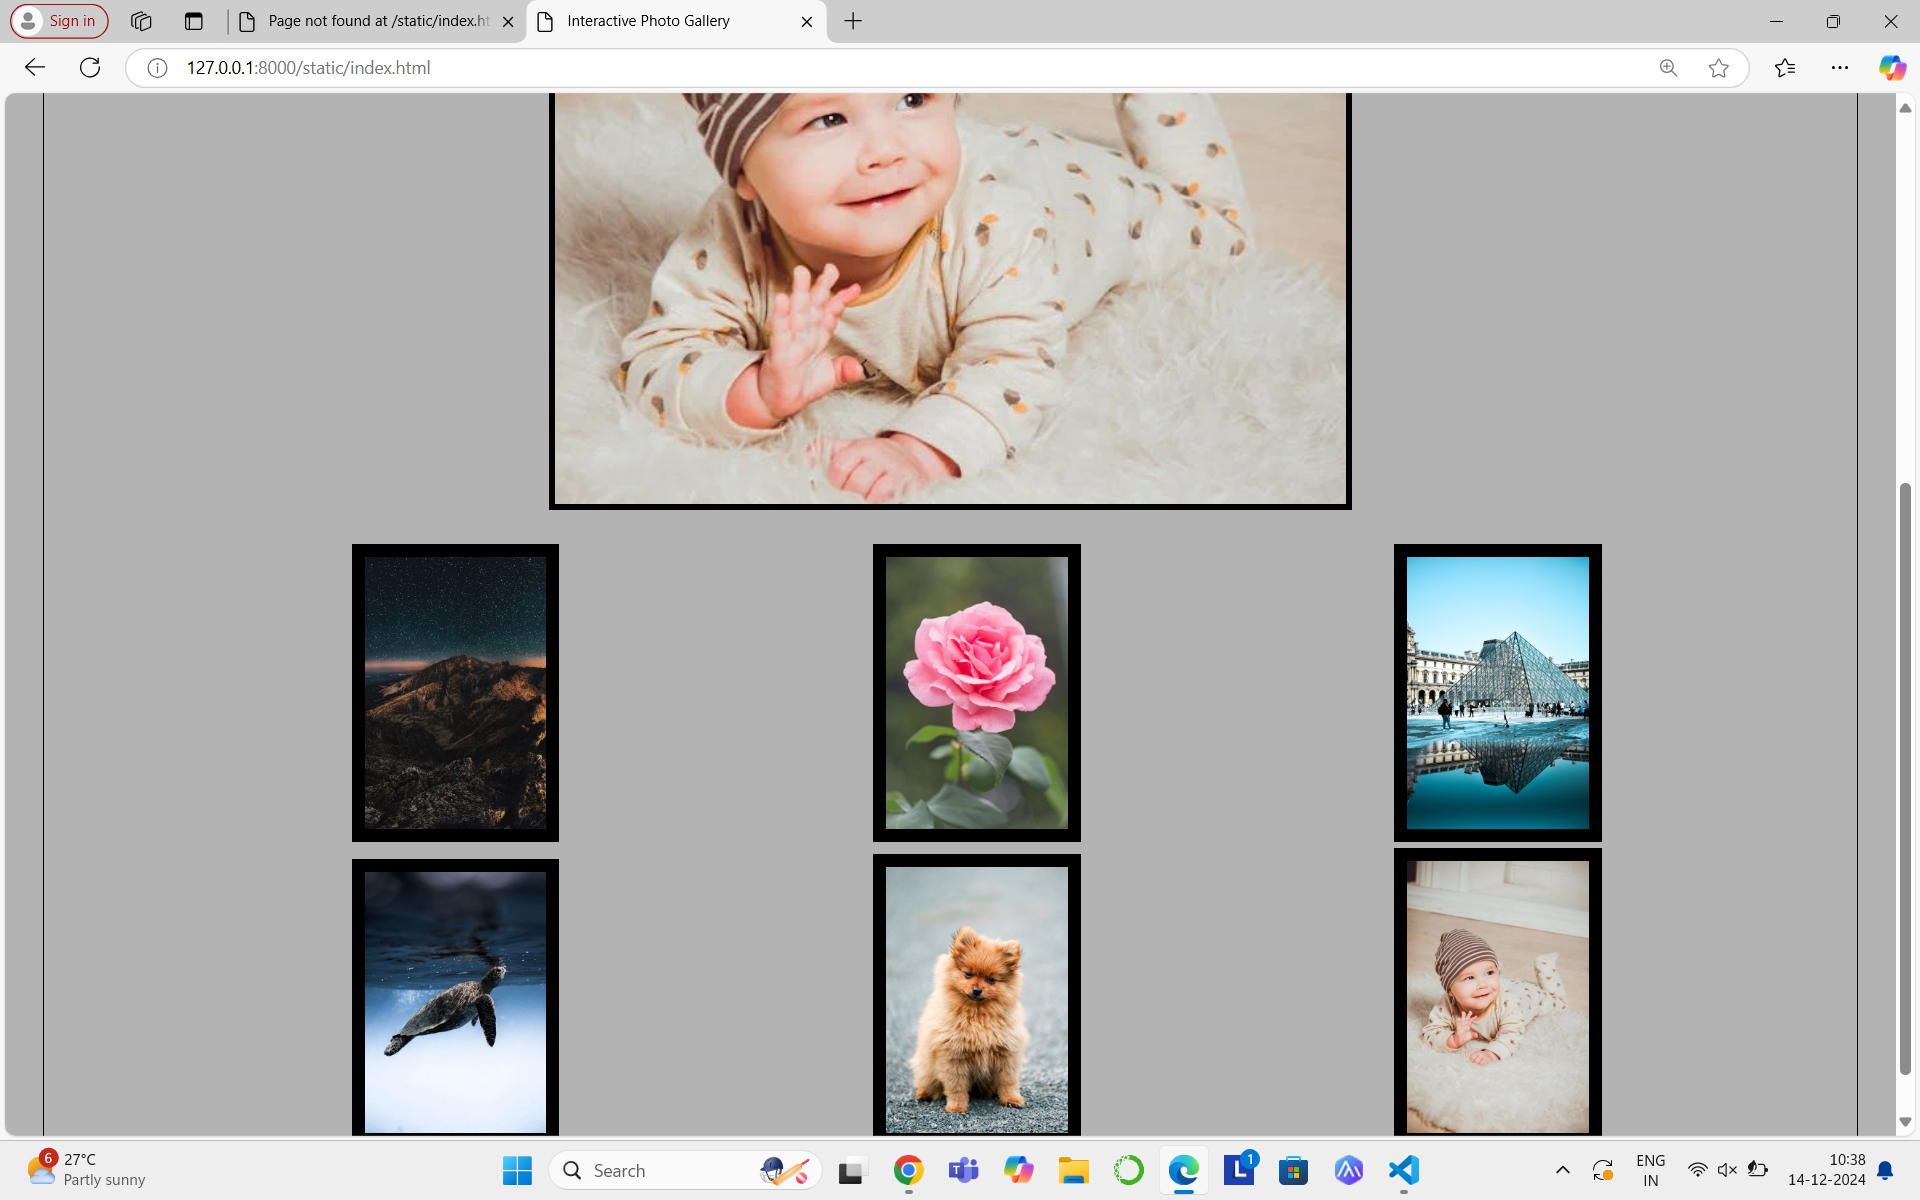 Sign in
Page not found at /static/index.ht
Interactive Photo Gallery
127.0.0.1:8000/static/index.html
6
27°C
Partly sunny
Search
1
ENG
IN
10:38
14-12-2024